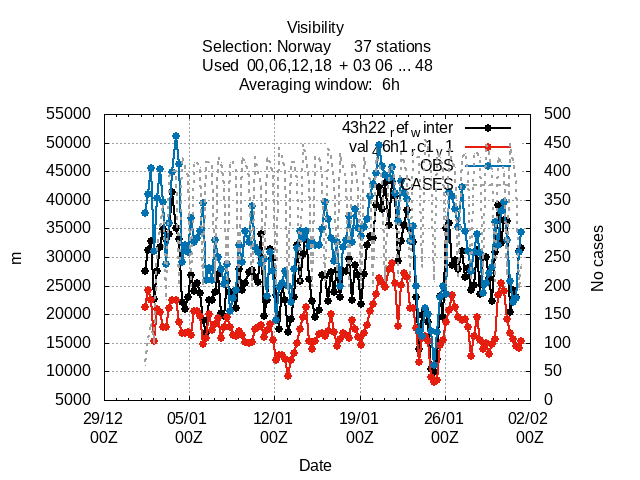 Visibility
Selection: Norway 37 stations
Used 00,06,12,18 + 03 06 ... 48
Averaging window: 6h
55000
50000
45000
40000
35000
30000
25000
20000
15000
10000
5000
m
500
450
400
350
300
250
200
150
100
50
0
No cases
43h22_ref_winter
val_46h1_rc1_v1
OBS
CASES
29/12 05/01 12/01 19/01 26/01 02/02
00Z 00Z 00Z 00Z 00Z 00Z
Date